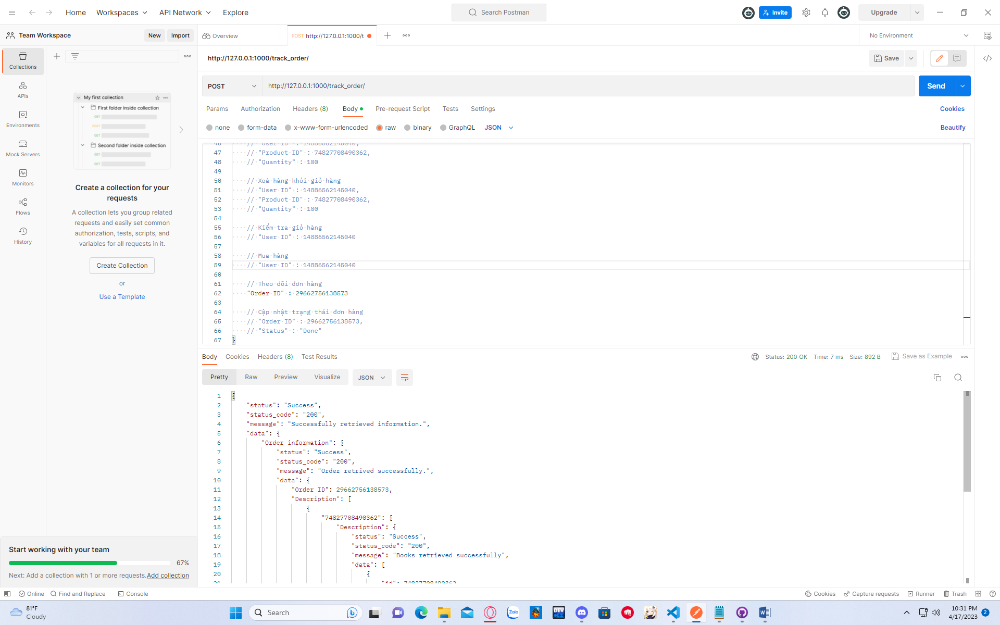 Home Workspaces API Network Explore Search Postman Invite Upgrade
Team Workspace New Import Overview POST http://127.0.0.1:1000/t No Environment
http://127.0.0.1:1000/track_order/ Save
Collections
APIs
Environments
Mock Servers
Monitors
Flows
History
My first collection
First folder inside collection
GET
POST
GET
Second folder inside collection
GET
GET
Create a collection for your
requests
A collection lets you group related
requests and easily set common
authorization, tests, scripts, and
variables for all requests in it.
Create Collection
or
Use a Template
Start working with your team
67%
Next: Add a collection with 1 or more requests. Add collection
POST http://127.0.0.1:1000/track_order/ Send
Params Authorization Headers (8) Body Pre-request Script Tests Settings Cookies
none form-data x-www-form-urlencoded raw binary GraphQL JSON Beautify
46 // "User ID" : 14886562145040,
47 // "Product ID" : 74827708490362,
48 // "Quantity" : 100
49
50 // Xoá hàng khỏi giỏ hàng
51 // "User ID" : 14886562145040,
52 // "Product ID" : 74827708490362,
53 // "Quantity" : 100
54
55 // Kiểm tra giỏ hàng
56 // "User ID" : 14886562145040
57
58 // Mua hàng
59 // "User ID" : 14886562145040
60
61 // Theo dõi đơn hàng
62 "Order ID" : 29662756138573
63
64 // Cập nhật trạng thái đơn hàng
65 // "Order ID" : 29662756138573,
66 // "Status" : "Done"
67 }
Body Cookies Headers (8) Test Results Status: 200 OK Time: 7 ms Size: 892 B Save as Example
Pretty Raw Preview Visualize JSON
1 {
2 "status": "Success",
3 "status_code": "200",
4 "message": "Successfully retrieved information.",
5 "data": {
6 "Order information": {
7 "status": "Success",
8 "status_code": "200",
9 "message": "Order retrived successfully.",
10 "data": {
11 "Order ID": 29662756138573,
12 "Description": [
13 {
14 "74827708490362": {
15 "Description": {
16 "status": "Success",
17 "status_code": "200",
18 "message": "Books retrieved successfully",
19 "data": [
20 {
21 "id": 74827708490362
Online Find and Replace Console Cookies Capture requests Runner Trash
81°F
Cloudy
Search
Zalo
DEV
10:31 PM
4/17/2023
2